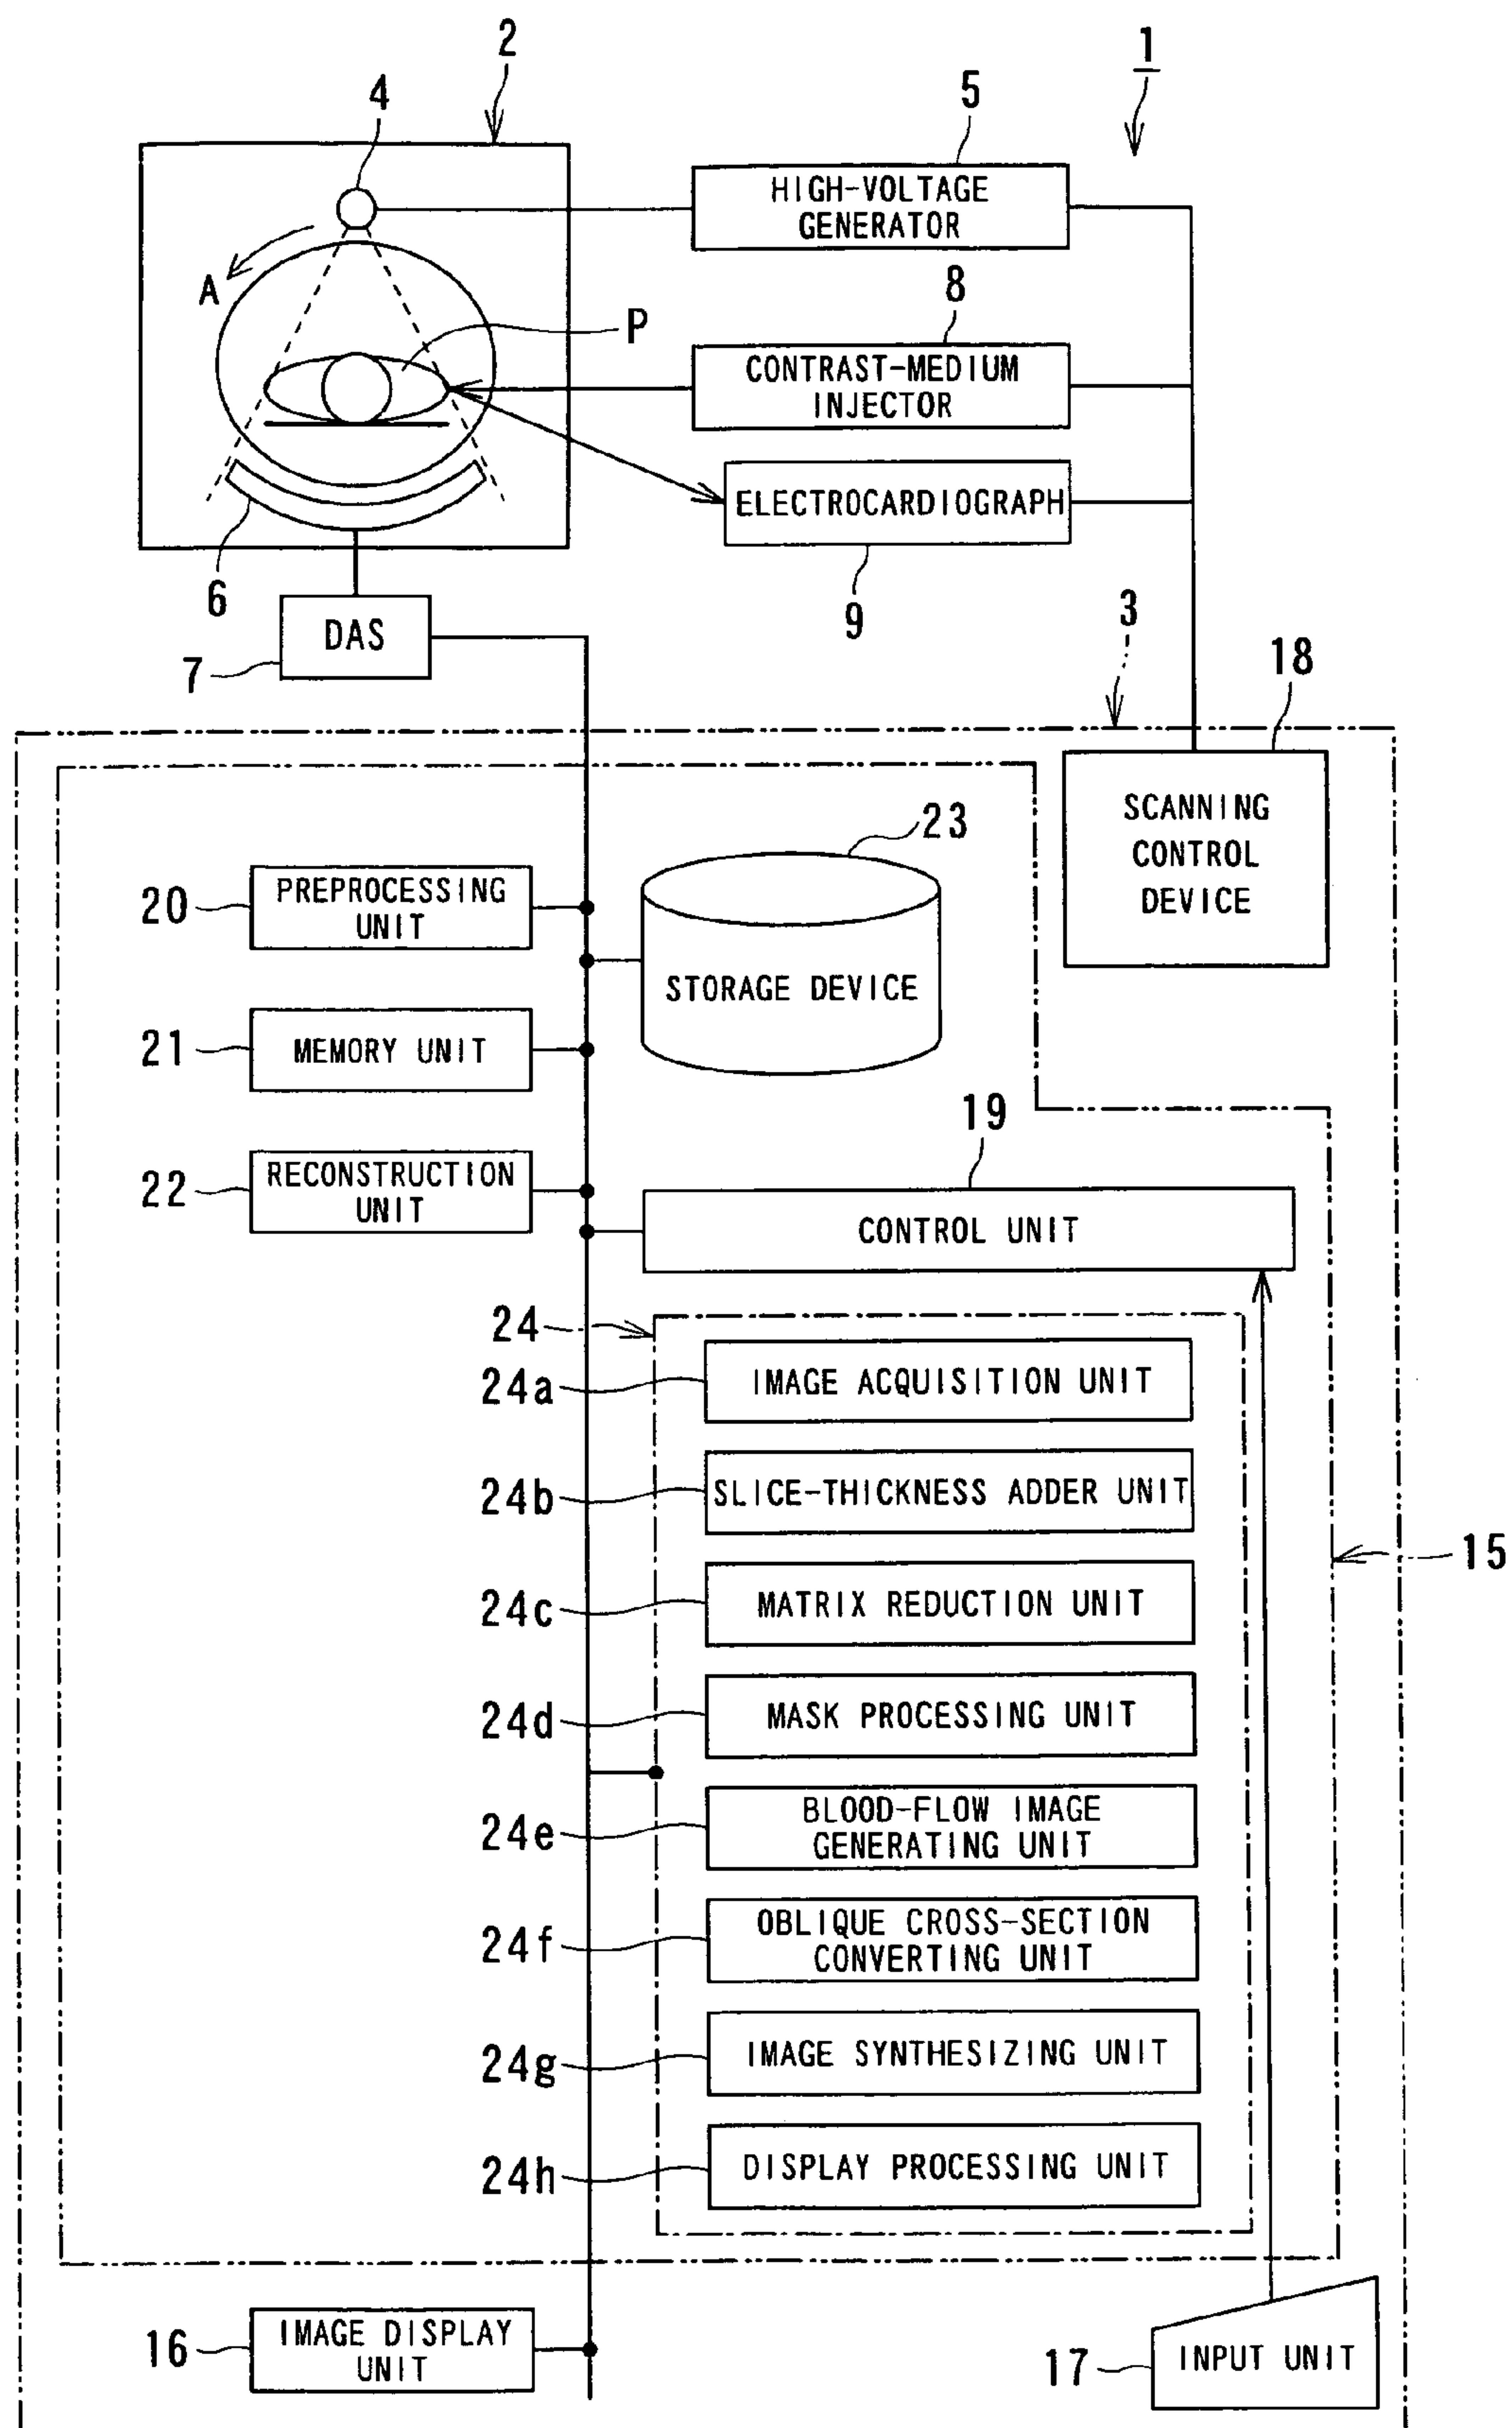 1
2
4
5
HIGH-VOLTAGE
GENERATOR
A
8
P
CONTRAST-MEDIUM
INJECTOR
ELECTROCARDIOGRAPH
6
9
3
DAS
7
18
SCANNING
CONTROL
DEVICE
23
20
PREPROCESSING
UNIT
STORAGE DEVICE
21
MEMORY UNIT
19
22
RECONSTRUCTION
UNIT
CONTROL UNIT
24
24a
IMAGE ACQUISITION UNIT
24b
SLICE-THICKNESS ADDER UNIT
15
24c
MATRIX REDUCTION UNIT
24d
MASK PROCESSING UNIT
24e
BLOOD-FLOW IMAGE
GENERATING UNIT
24f
OBLIQUE CROSS-SECTION
CONVERTING UNIT
24g
IMAGE SYNTHESIZING UNIT
24h
DISPLAY PROCESSING UNIT
16
IMAGE DISPLAY
UNIT
17
INPUT UNIT